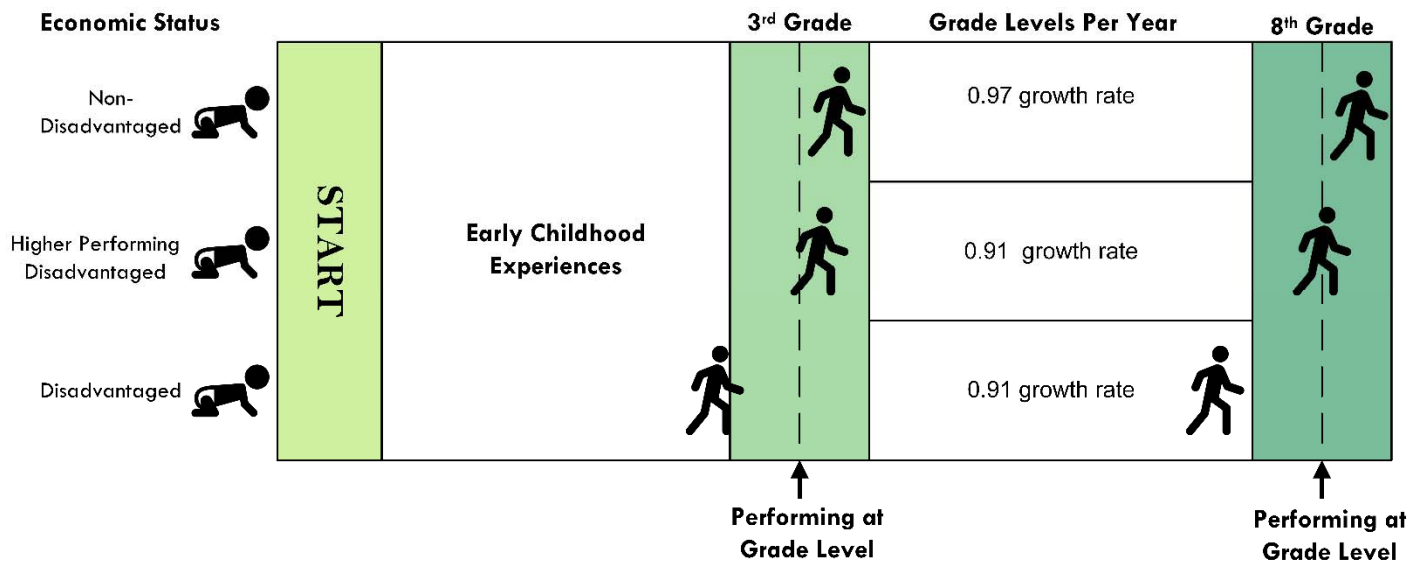 Economic Status
3rd Grade
Grade Levels Per Year
8th Grade
Non-
Disadvantaged
0.97 growth rate
START
Higher Performing
Disadvantaged
Early Childhood
Experiences
0.91 growth rate
Disadvantaged
0.91 growth rate
Performing at
Grade Level
Performing at
Grade Level